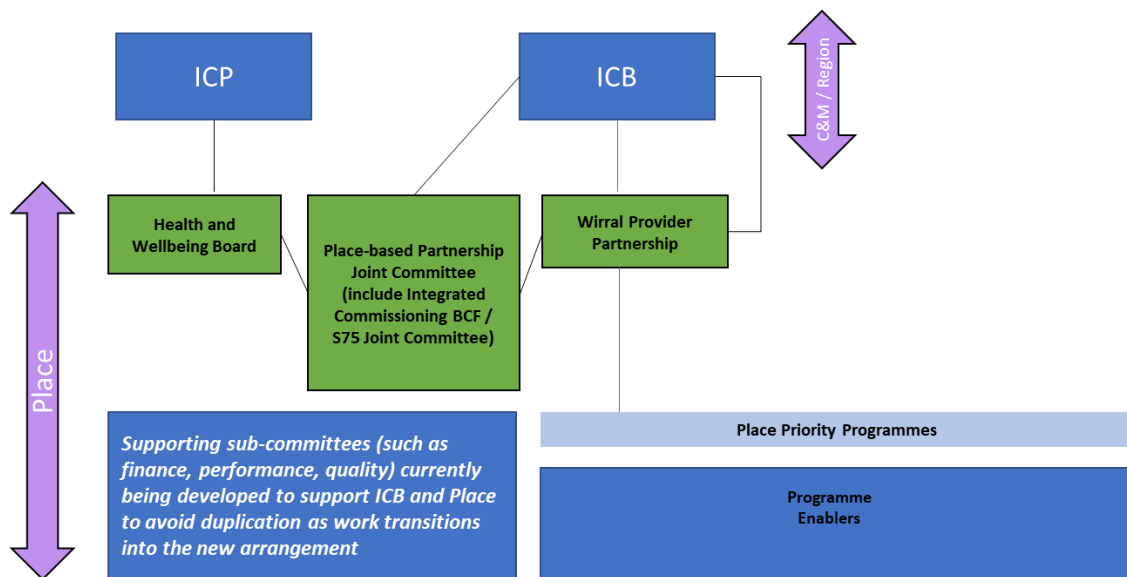 ICP
ICB
C&M / Region
Health and
Wellbeing Board
Place-based Partnership
Joint Committee
(include Integrated
Commissioning BCF /
S75 Joint Committee)
Wirral Provider
Partnership
Place
Supporting sub-committees (such as
finance, performance, quality) currently
being developed to support ICB and Place
to avoid duplication as work transitions
into the new arrangement
Place Priority Programmes
Programme
Enablers